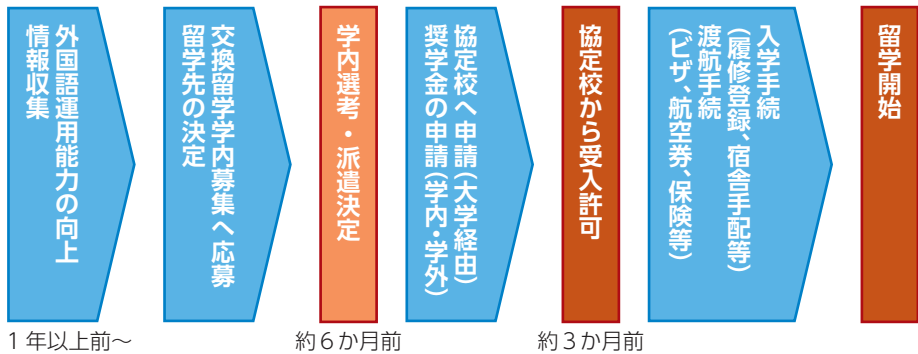 外国語運用能力の向上
情報収集
交換留学学内募集へ応募
留学先の決定
学内選考・派遣決定
協定校へ申請(大学経由)
奨学金の申請(学内・学外)
協定校から受入許可
入学手続
(履修登録、宿舎手配等)
渡航手続
(ビザ、航空券、保険等)
留学開始
1 年以上前～
約6か月前
約3か月前